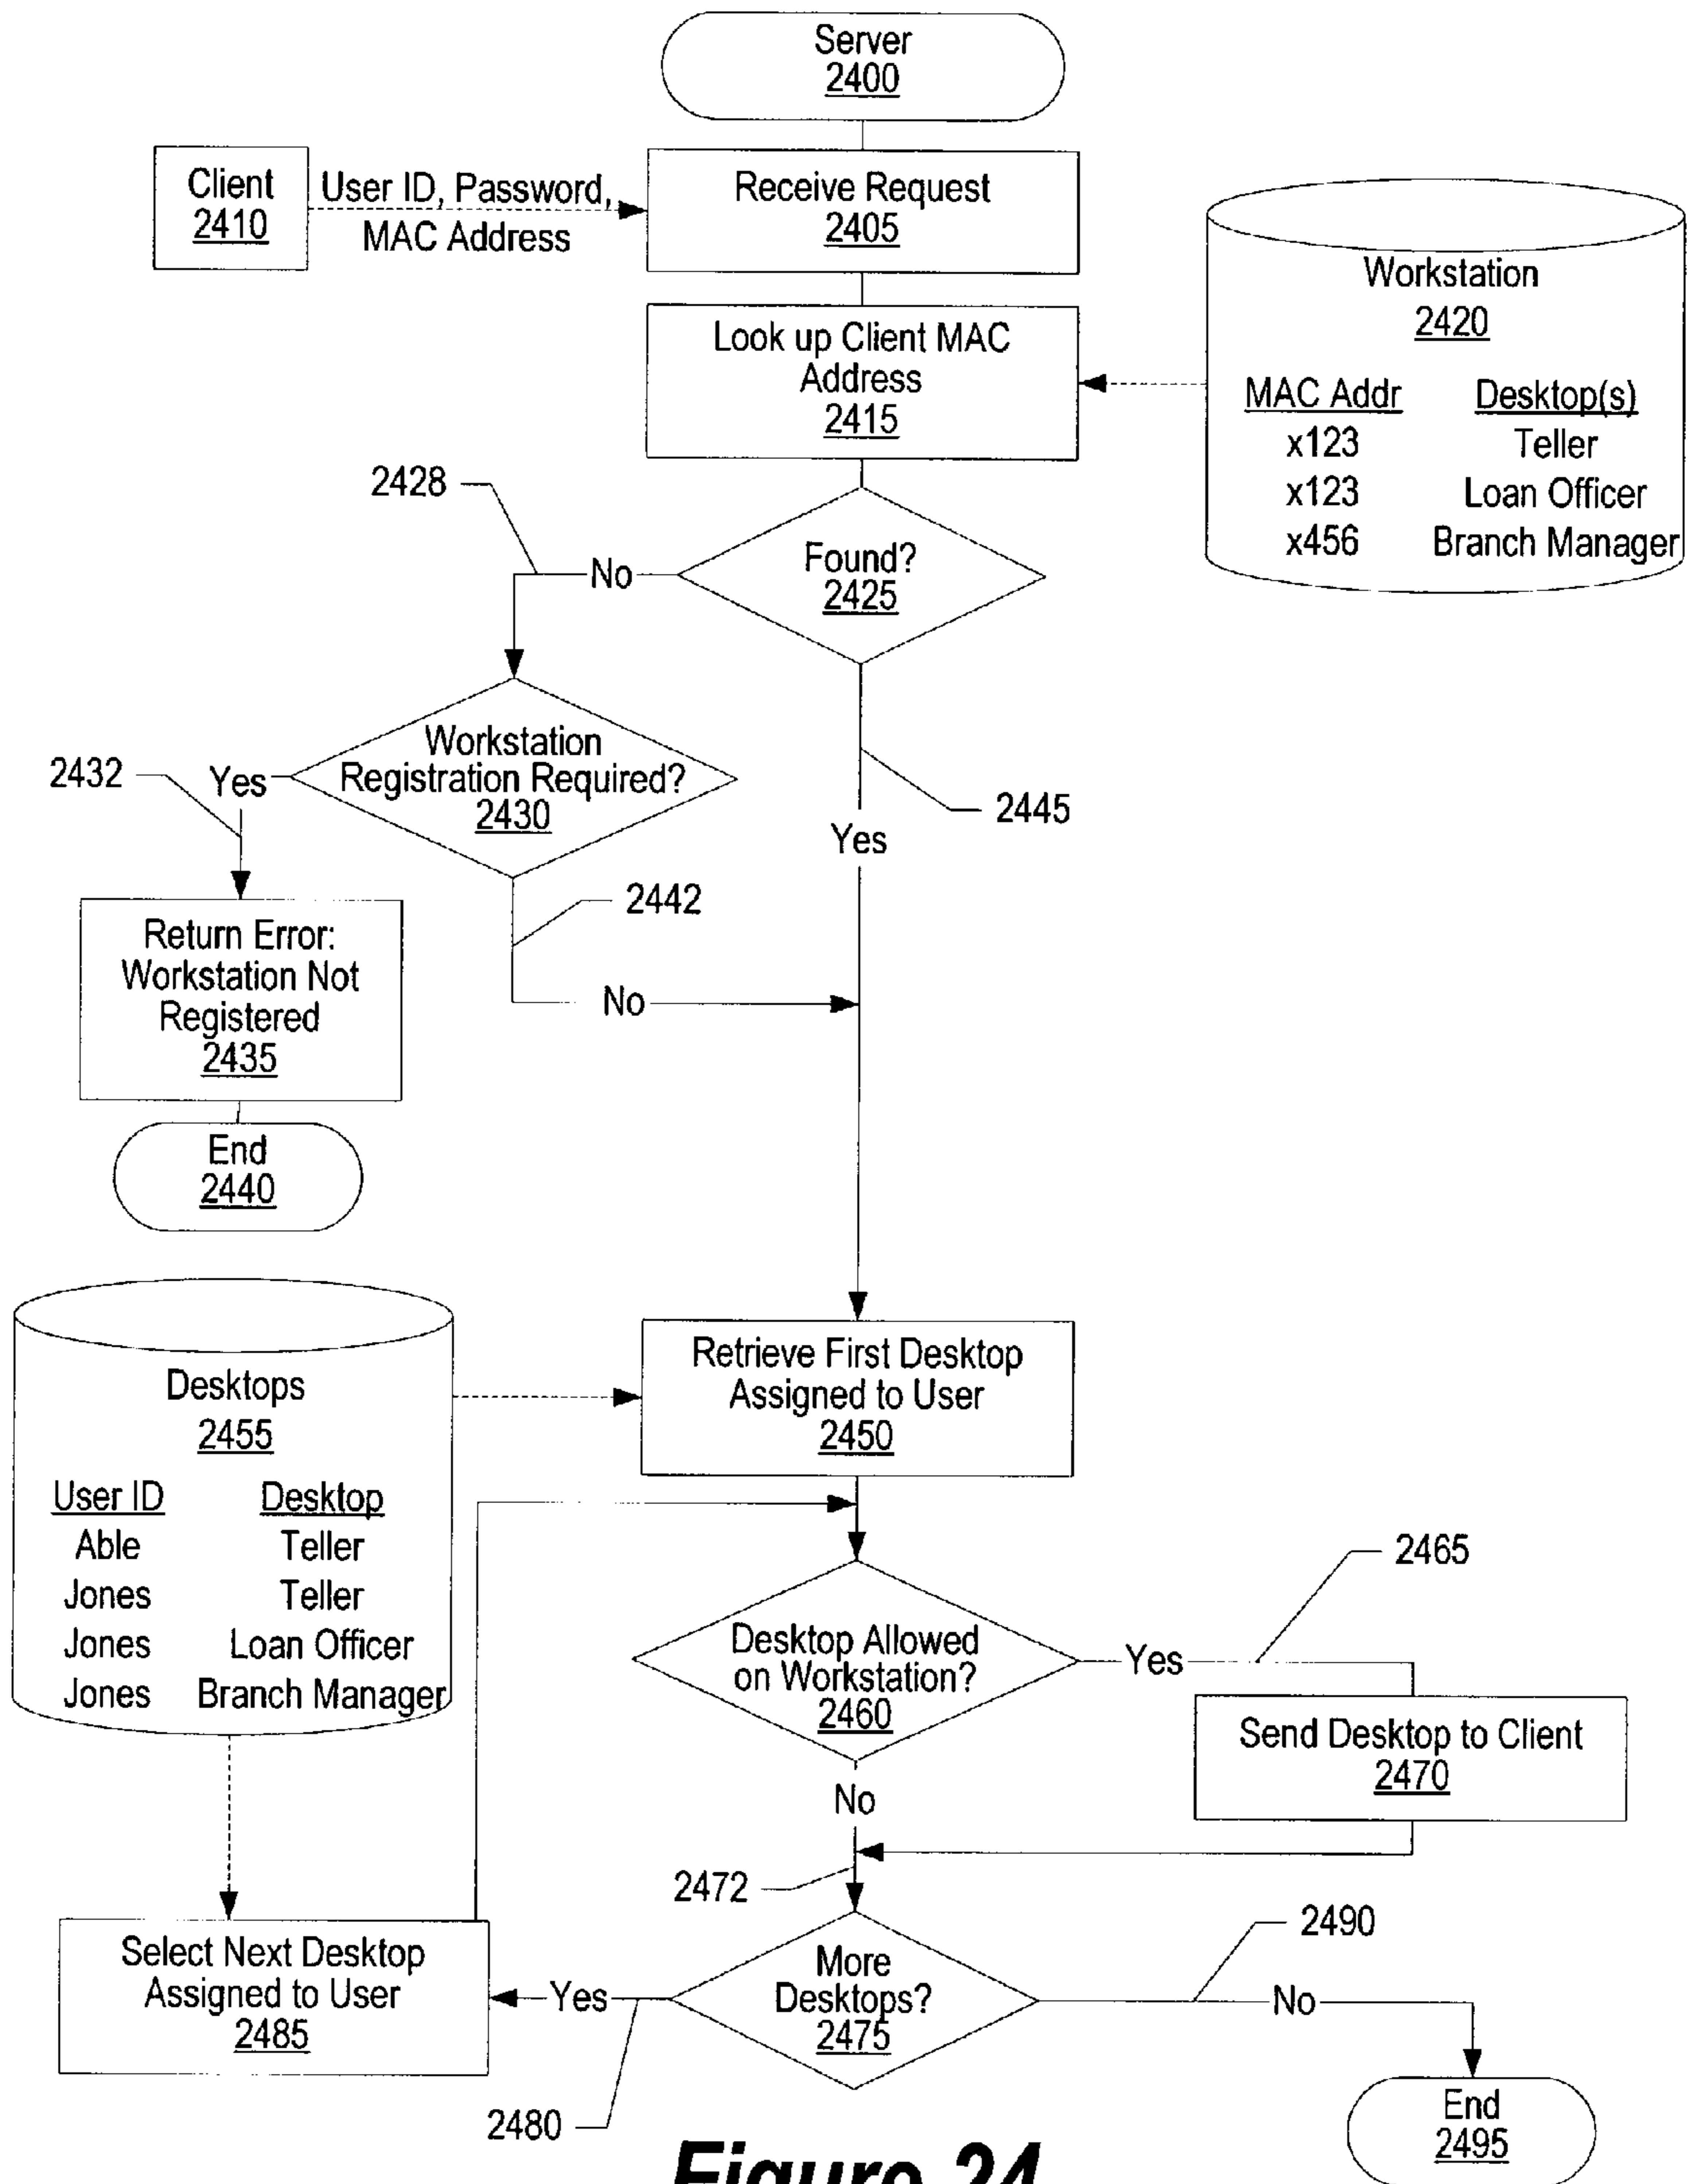 Server
2400
Client
2410
User ID, Password,
MAC Address
Receive Request
2405
Workstation
2420
MAC Addr Desktop(s)
x123 Teller
x123 Loan Officer
x456 Branch Manager
Look up Client MAC
Address
2415
2428
No
Found?
2425
Workstation
Registration Required?
2430
2432
Yes
2445
Yes
2442
No
Return Error:
Workstation Not
Registered
2435
End
2440
Desktops
2455
User ID Desktop
Able Teller
Jones Teller
Jones Loan Officer
Jones Branch Manager
Retrieve First Desktop
Assigned to User
2450
Desktop Allowed
on Workstation?
2460
Yes
2465
Send Desktop to Client
2470
No
2472
More
Desktops?
2475
Yes
2480
Select Next Desktop
Assigned to User
2485
2490
No
End
2495
Figure 24